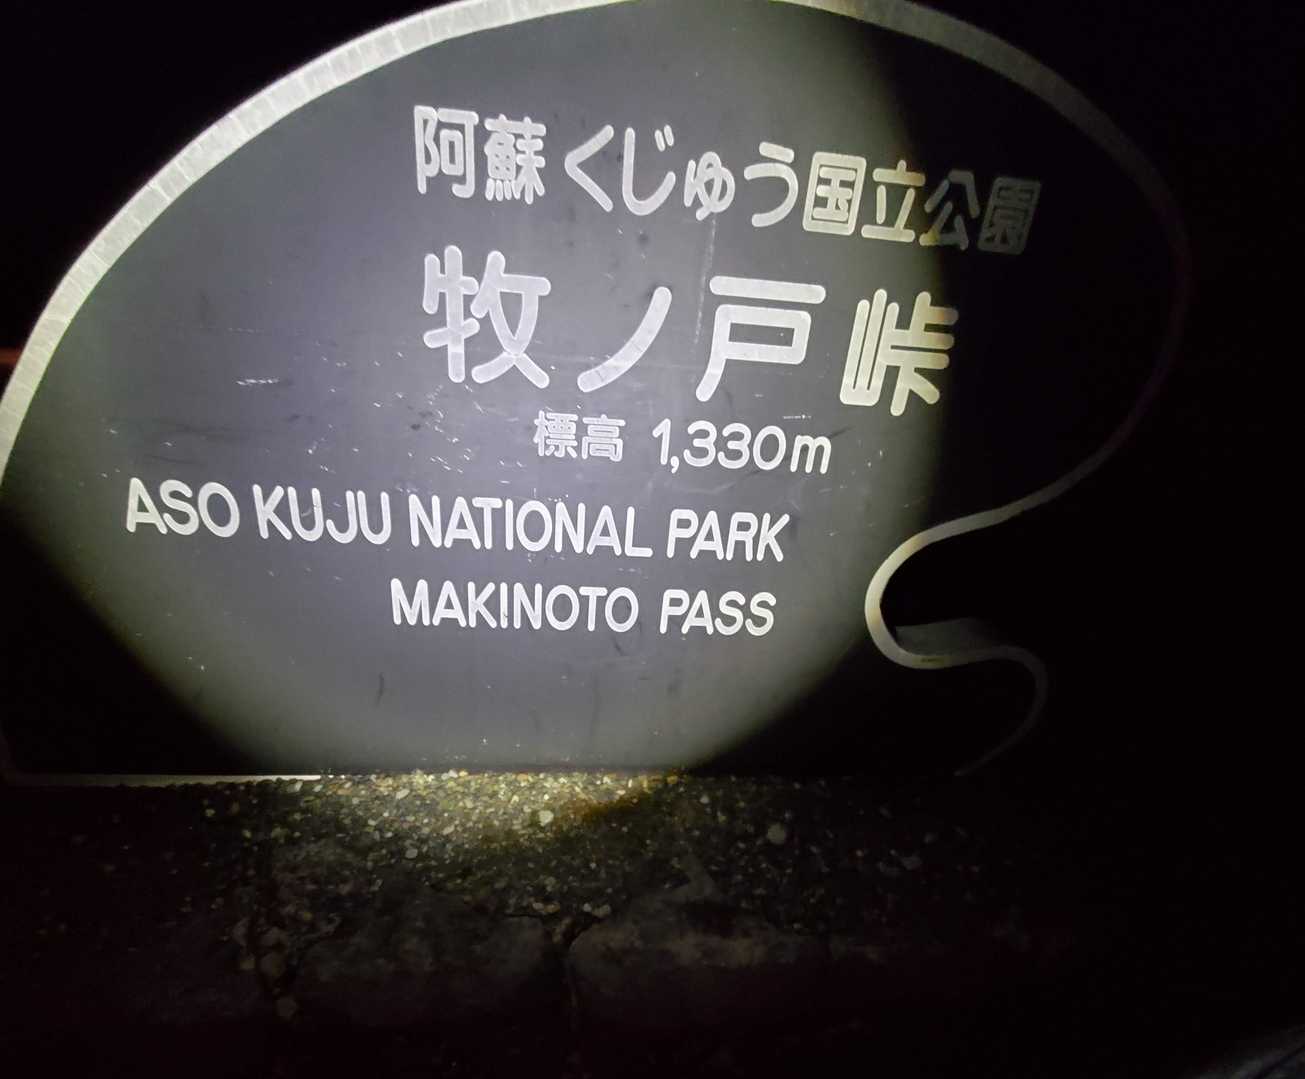 阿蘇くじゅう国立公園
牧ノ戸峠
標高 1,330m
ASO KUJU NATIONAL PARK
MAKINOTO PASS